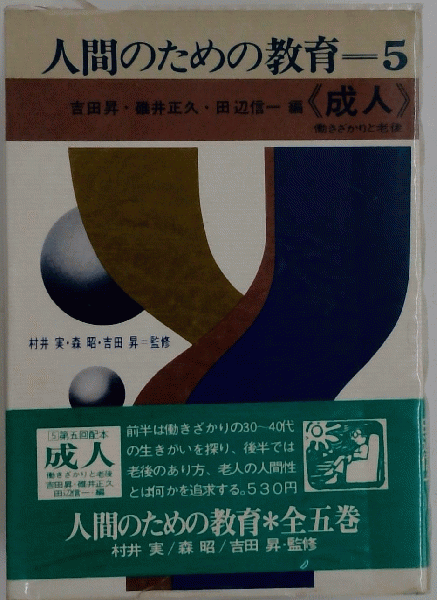 人間のための教育=5
吉田昇・碓井正久・田辺信一 編《成人》
働きざかりと老後
村井 実・森 昭・吉田 昇=監修
5 第五回配本
成人
働きざかりと老後
吉田昇・碓井正久
田辺信一・編
前半は働きざかりの30〜40代
の生きがいを探り、後半では
老後のあり方、老人の人間性
とは何かを追求する。530円
人間のための教育*全五巻
村井 実/森 昭/吉田 昇・監修